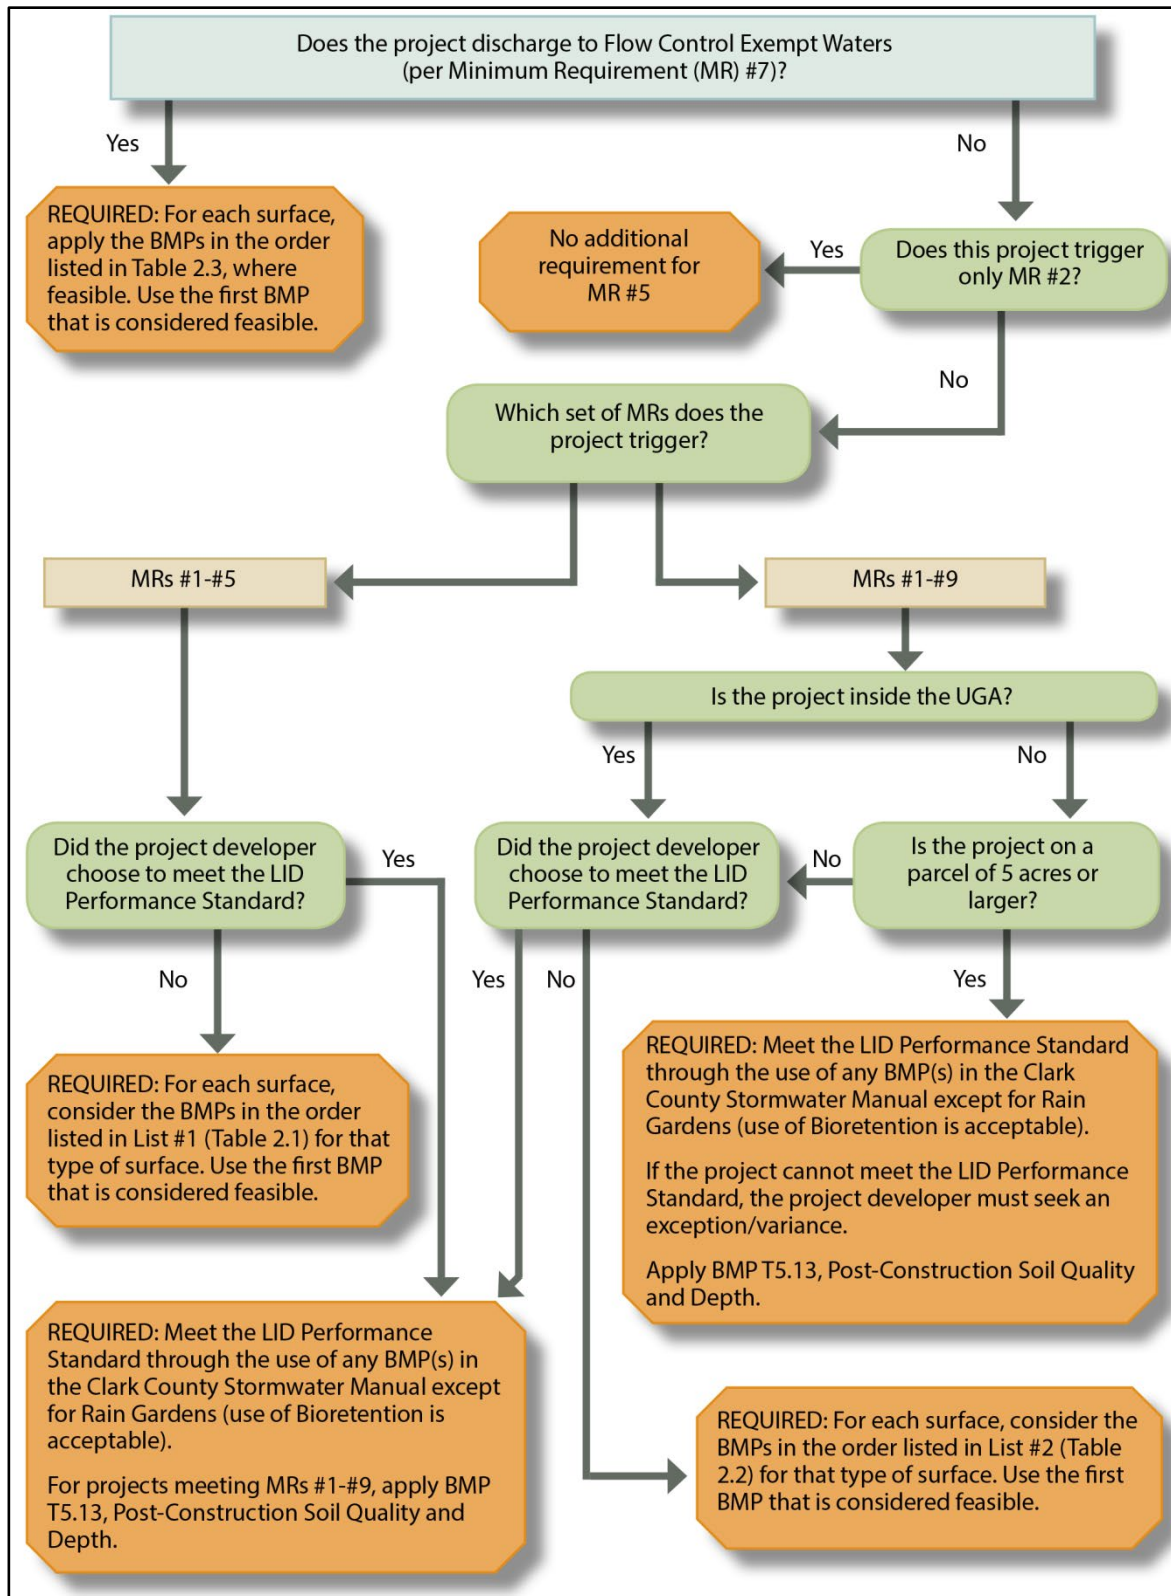 Does the project discharge to Flow Control Exempt Waters
(per Minimum Requirement (MR) #7)?
Yes
No
REQUIRED: For each surface,
apply the BMPs in the order
listed in Table 2.3, where
feasible. Use the first BMP
that is considered feasible.
No additional
requirement for
MR #5
Yes
Does this project trigger
only MR #2?
No
Which set of MRs does the
project trigger?
MRs #1-#5
MRs #1-#9
Is the project inside the UGA?
Yes
No
Did the project developer
choose to meet the LID
Performance Standard?
Yes
Did the project developer
choose to meet the LID
Performance Standard?
No
Is the project on a
parcel of 5 acres or
larger?
No
Yes
No
Yes
REQUIRED: For each surface,
consider the BMPs in the order
listed in List #1 (Table 2.1) for that
type of surface. Use the first BMP
that is considered feasible.
REQUIRED: Meet the LID Performance Standard
through the use of any BMP(s) in the Clark
County Stormwater Manual except for Rain
Gardens (use of Bioretention is acceptable).
If the project cannot meet the LID Performance
Standard, the project developer must seek an
exception/variance.
Apply BMP T5.13, Post-Construction Soil Quality
and Depth.
REQUIRED: Meet the LID Performance
Standard through the use of any BMP(s) in
the Clark County Stormwater Manual except
for Rain Gardens (use of Bioretention is
acceptable).
For projects meeting MRs #1-#9, apply BMP
T5.13, Post-Construction Soil Quality and
Depth.
REQUIRED: For each surface, consider the
BMPs in the order listed in List #2 (Table
2.2) for that type of surface. Use the first
BMP that is considered feasible.